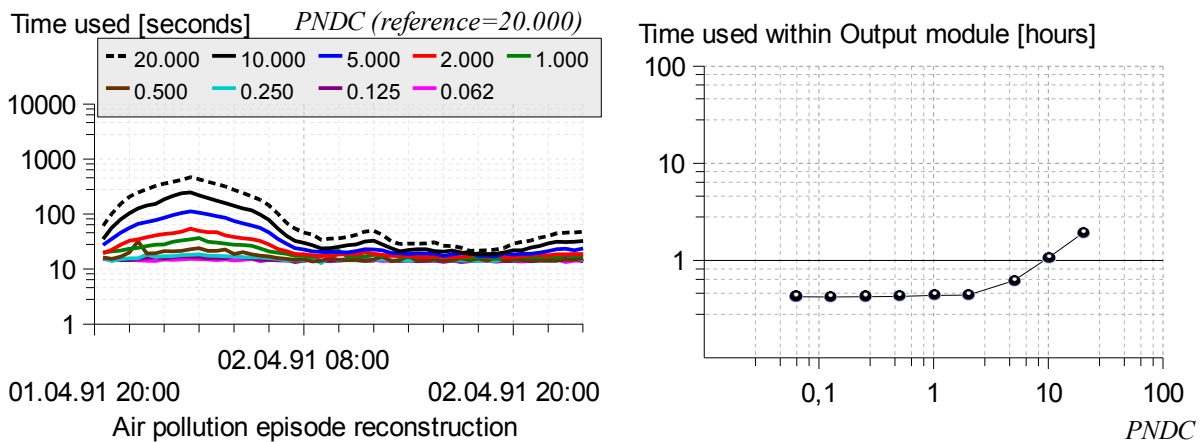 Time used [seconds] PNDC (reference=20.000)
20.000 10.000 5.000 2.000 1.000
0.500 0.250 0.125 0.062
10000
1000
100
10
1
02.04.91 08:00
01.04.91 20:00 02.04.91 20:00
Air pollution episode reconstruction
Time used within Output module [hours]
100
10
1
0,1 1 10 100
PNDC